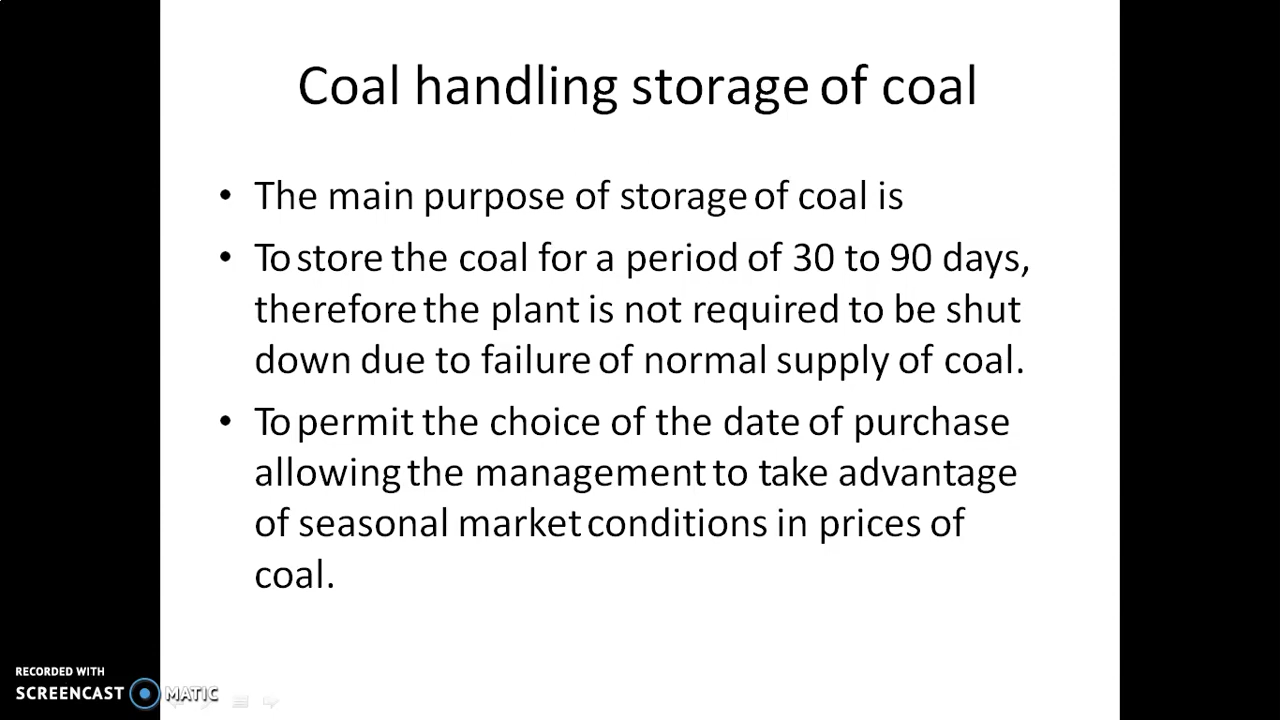 Coal handling storage of coal
• The main purpose of storage of coal is
• To store the coal for a period of 30 to 90 days,
therefore the plant is not required to be shut
down due to failure of normal supply of coal.
• To permit the choice of the date of purchase
allowing the management to take advantage
of seasonal market conditions in prices of
coal.
RECORDED WITH
SCREENCAST MATIC